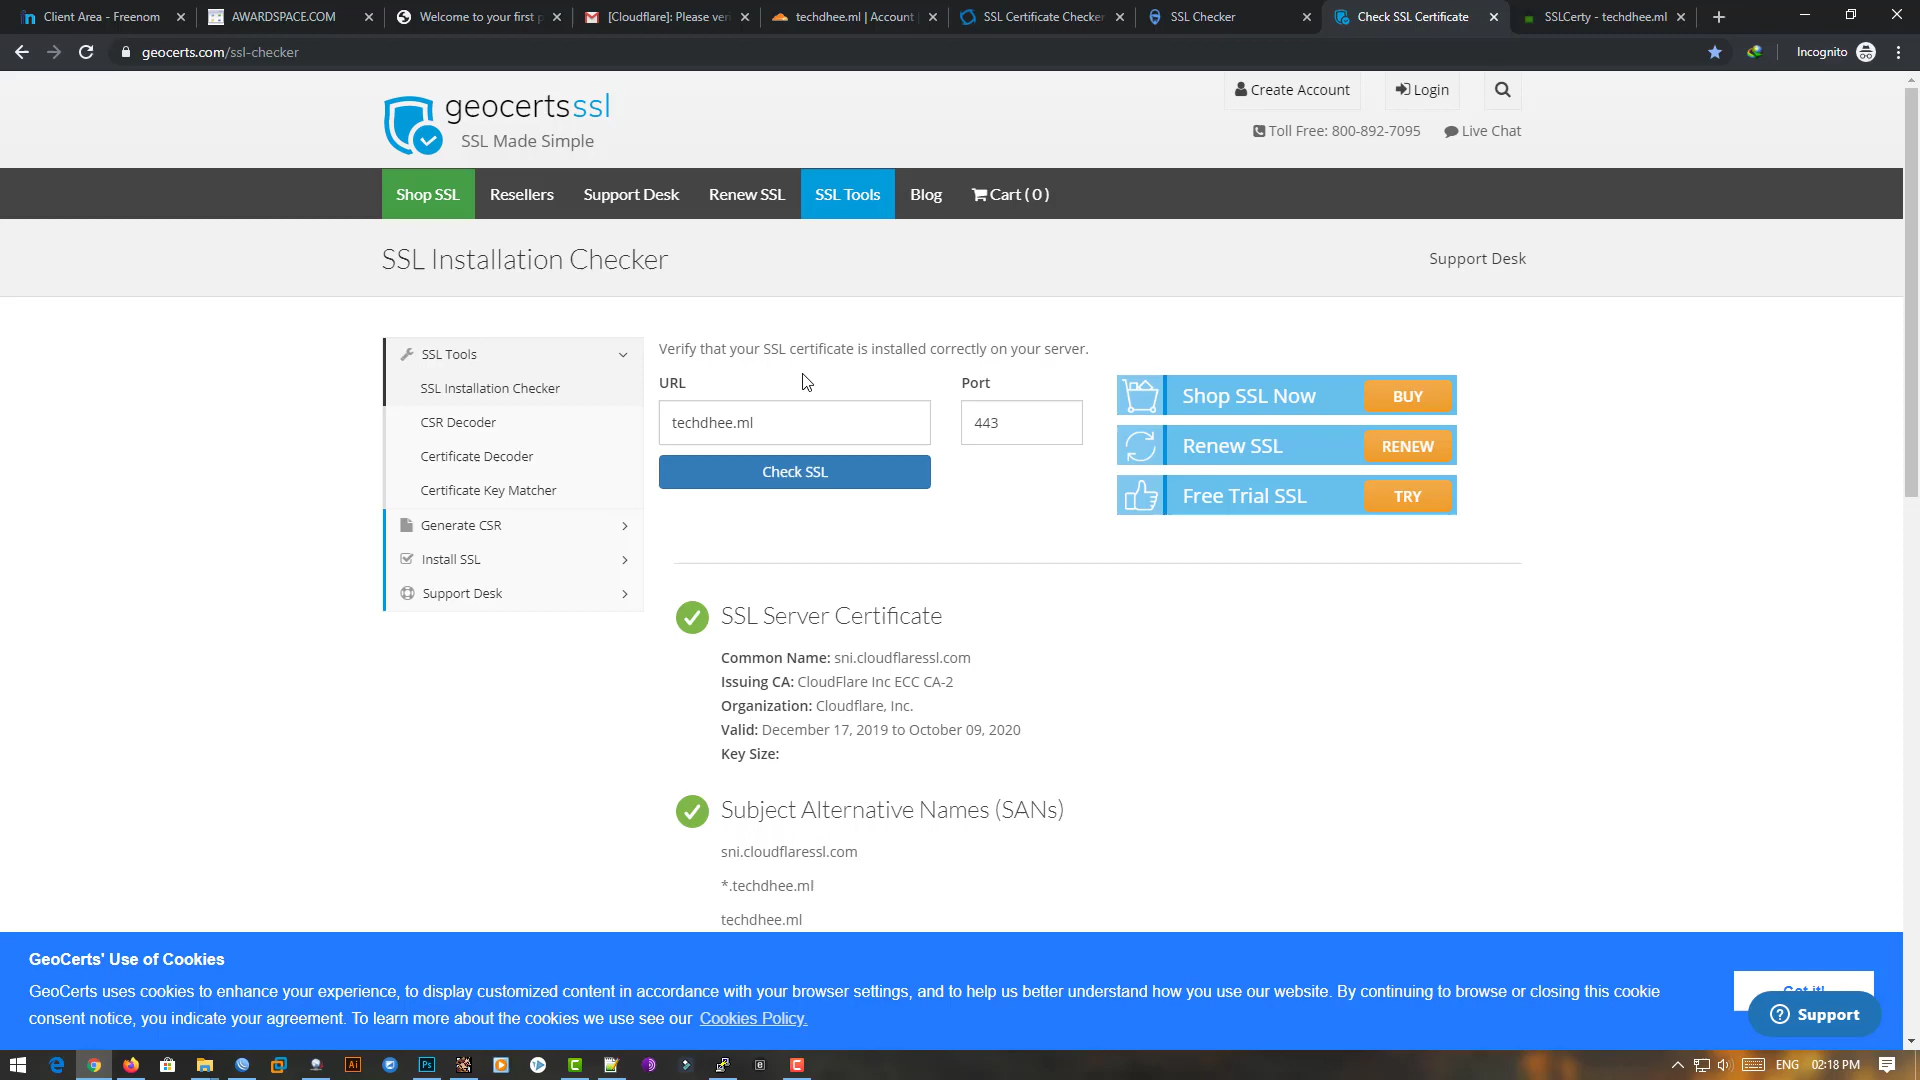 Client Area - Freenom
AWARDSPACE.COM
Welcome to your first p
[Cloudflare]: Please veri
techdhee.ml | Account
SSL Certificate Checker
SSL Checker
Check SSL Certificate
SSLCerty - techdhee.ml
geocerts.com/ssl-checker
Incognito
geocertsssl
SSL Made Simple
Create Account
Login
Toll Free: 800-892-7095
Live Chat
Shop SSL
Resellers
Support Desk
Renew SSL
SSL Tools
Blog
Cart ( 0 )
SSL Installation Checker
Support Desk
SSL Tools
SSL Installation Checker
CSR Decoder
Certificate Decoder
Certificate Key Matcher
Generate CSR
Install SSL
Support Desk
Verify that your SSL certificate is installed correctly on your server.
URL
Port
techdhee.ml
443
Check SSL
Shop SSL Now
BUY
Renew SSL
RENEW
Free Trial SSL
TRY
SSL Server Certificate
Common Name: sni.cloudflaressl.com
Issuing CA: CloudFlare Inc ECC CA-2
Organization: Cloudflare, Inc.
Valid: December 17, 2019 to October 09, 2020
Key Size:
Subject Alternative Names (SANs)
sni.cloudflaressl.com
*.techdhee.ml
techdhee.ml
GeoCerts' Use of Cookies
GeoCerts uses cookies to enhance your experience, to display customized content in accordance with your browser settings, and to help us better understand how you use our website. By continuing to browse or closing this cookie
consent notice, you indicate your agreement. To learn more about the cookies we use see our Cookies Policy.
Got it!
Support
ENG
02:18 PM